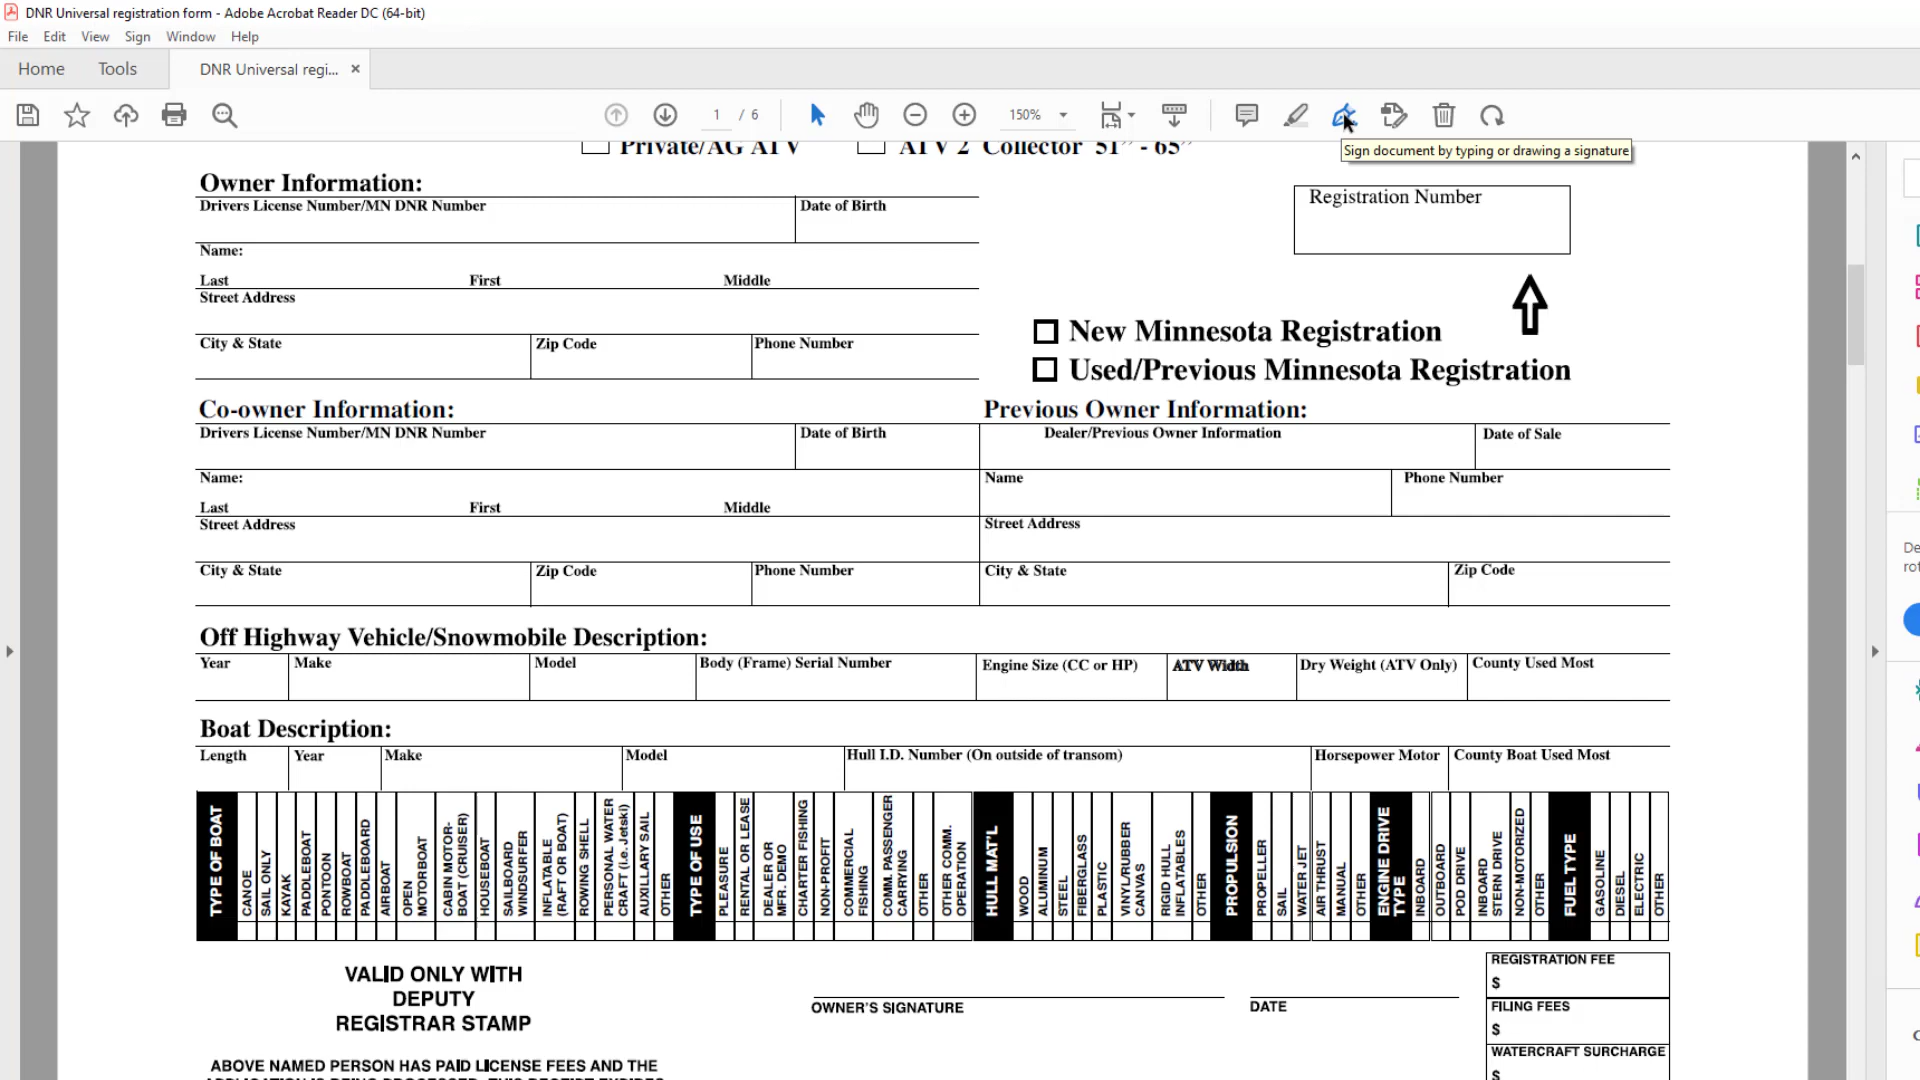 DNR Universal registration form - Adobe Acrobat Reader DC (64-bit)
File Edit View Sign Window Help
Home Tools DNR Universal regi... ×
1 / 6 150%
Sign document by typing or drawing a signature
Private/AG ATV ATV 2 Collector 51” - 65”
Owner Information:
Registration Number
Drivers License Number/MN DNR Number Date of Birth
Name:
Last First Middle
Street Address
New Minnesota Registration
City & State Zip Code Phone Number
Used/Previous Minnesota Registration
Co-owner Information: Previous Owner Information:
Drivers License Number/MN DNR Number Date of Birth Dealer/Previous Owner Information Date of Sale
Name: Name Phone Number
Last First Middle
Street Address Street Address
City & State Zip Code Phone Number City & State Zip Code
Off Highway Vehicle/Snowmobile Description:
Year Make Model Body (Frame) Serial Number Engine Size (CC or HP) ATV Width Dry Weight (ATV Only) County Used Most
Boat Description:
Length Year Make Model Hull I.D. Number (On outside of transom) Horsepower Motor County Boat Used Most
TYPE OF BOAT
CANOE
SAIL ONLY
KAYAK
PADDLEBOAT
PONTOON
ROWBOAT
PADDLEBOARD
AIRBOAT
OPEN
MOTORBOAT
CABIN MOTOR-
BOAT (CRUISER)
HOUSEBOAT
SAILBOARD
WINDSURFER
INFLATABLE
(RAFT OR BOAT)
ROWING SHELL
PERSONAL WATER
CRAFT (i.e. Jetski)
AUXILLARY SAIL
OTHER
TYPE OF USE
PLEASURE
RENTAL OR LEASE
DEALER OR
MFR. DEMO
CHARTER FISHING
NON-PROFIT
COMMERCIAL
FISHING
COMM. PASSENGER
CARRYING
OTHER
OTHER COMM.
OPERATION
HULL MAT'L
WOOD
ALUMINUM
STEEL
FIBERGLASS
PLASTIC
VINYL/RUBBER
CANVAS
RIGID HULL
INFLATABLES
OTHER
PROPULSION
PROPELLER
SAIL
WATER JET
AIR THRUST
MANUAL
OTHER
ENGINE DRIVE
TYPE
INBOARD
OUTBOARD
POD DRIVE
INBOARD
STERN DRIVE
NON-MOTORIZED
OTHER
FUEL TYPE
GASOLINE
DIESEL
ELECTRIC
OTHER
VALID ONLY WITH
DEPUTY
REGISTRAR STAMP
OWNER'S SIGNATURE DATE
REGISTRATION FEE
$
FILING FEES
$
WATERCRAFT SURCHARGE
$
ABOVE NAMED PERSON HAS PAID LICENSE FEES AND THE
APPLICATION IS BEING PROCESSED. THIS RECEIPT EXPIRES